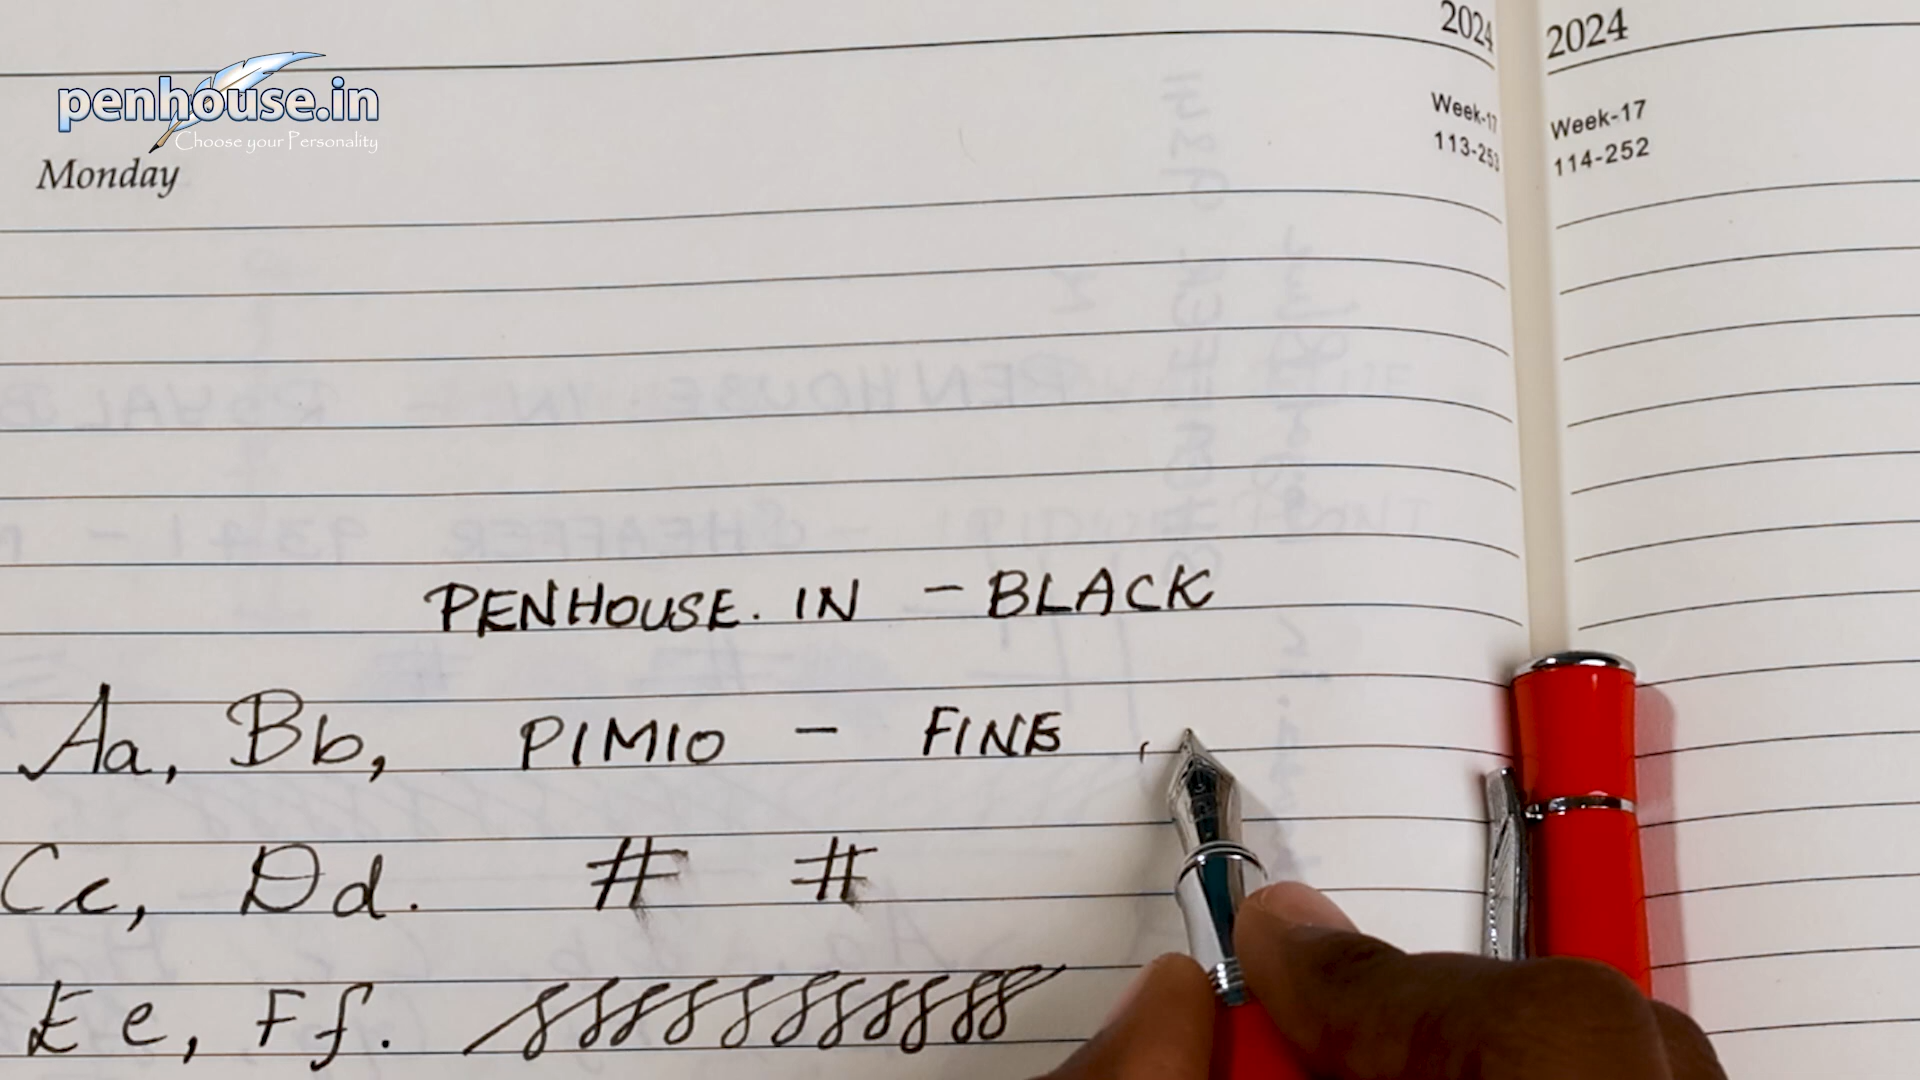 2024
2024
penhouse.in
Choose your Personality
Monday
Week-17
113-253
Week-17
114-252
PENHOUSE. IN - BLACK
Aa, Bb, PIMIO - FINE ,
Cc, Dd. # #
Ee, Ff.